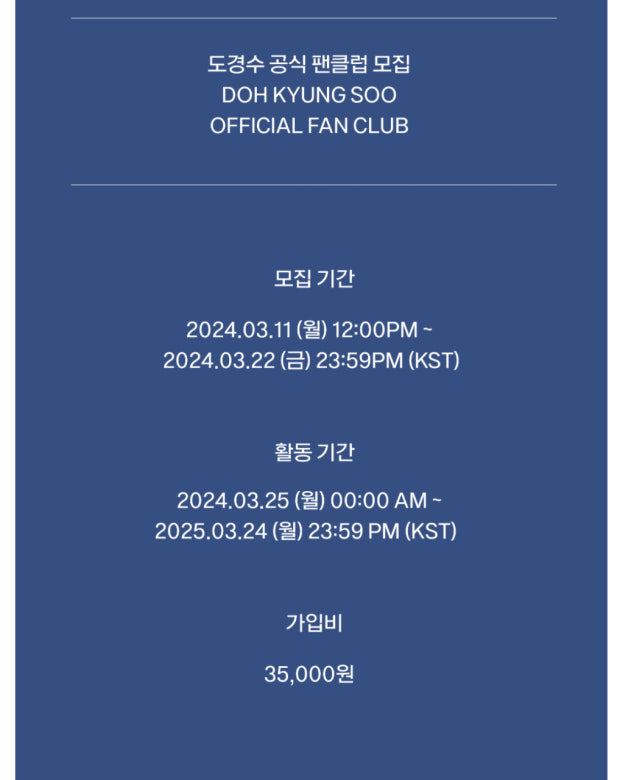 도경수 공식 팬클럽 모집
DOH KYUNG SOO
OFFICIAL FAN CLUB
모집 기간
2024.03.11 (월) 12:00PM ~
2024.03.22 (금) 23:59PM (KST)
활동 기간
2024.03.25 (월) 00:00 AM ~
2025.03.24 (월) 23:59 PM (KST)
가입비
35,000원